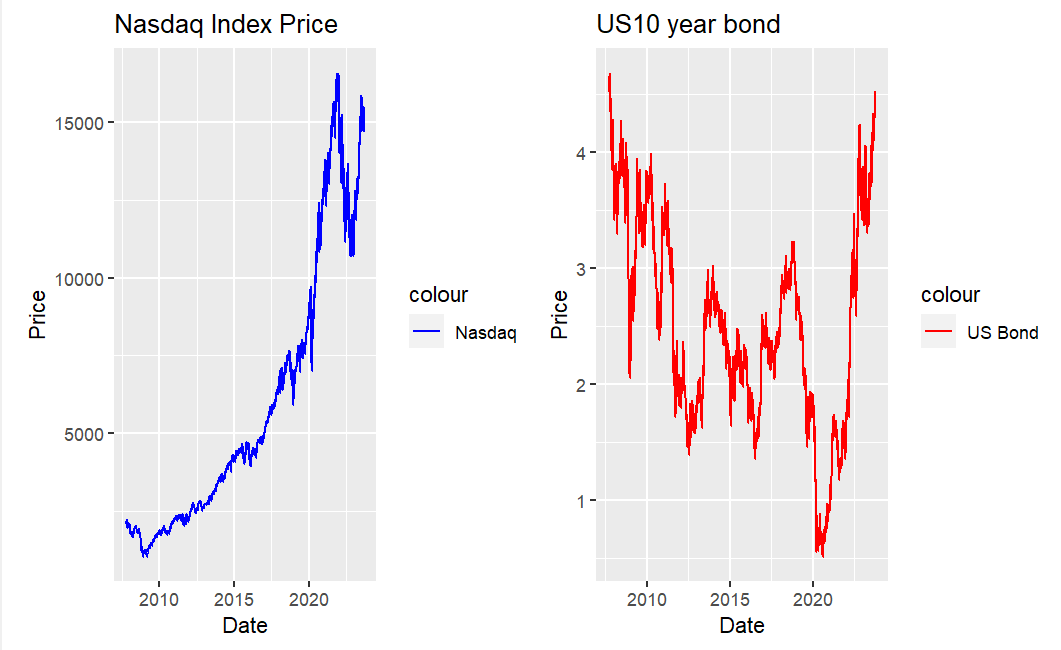 Nasdaq Index Price
Price
15000
10000
5000
2010 2015 2020
Date
colour
Nasdaq
US10 year bond
Price
4
3
2
1
2010 2015 2020
Date
colour
US Bond